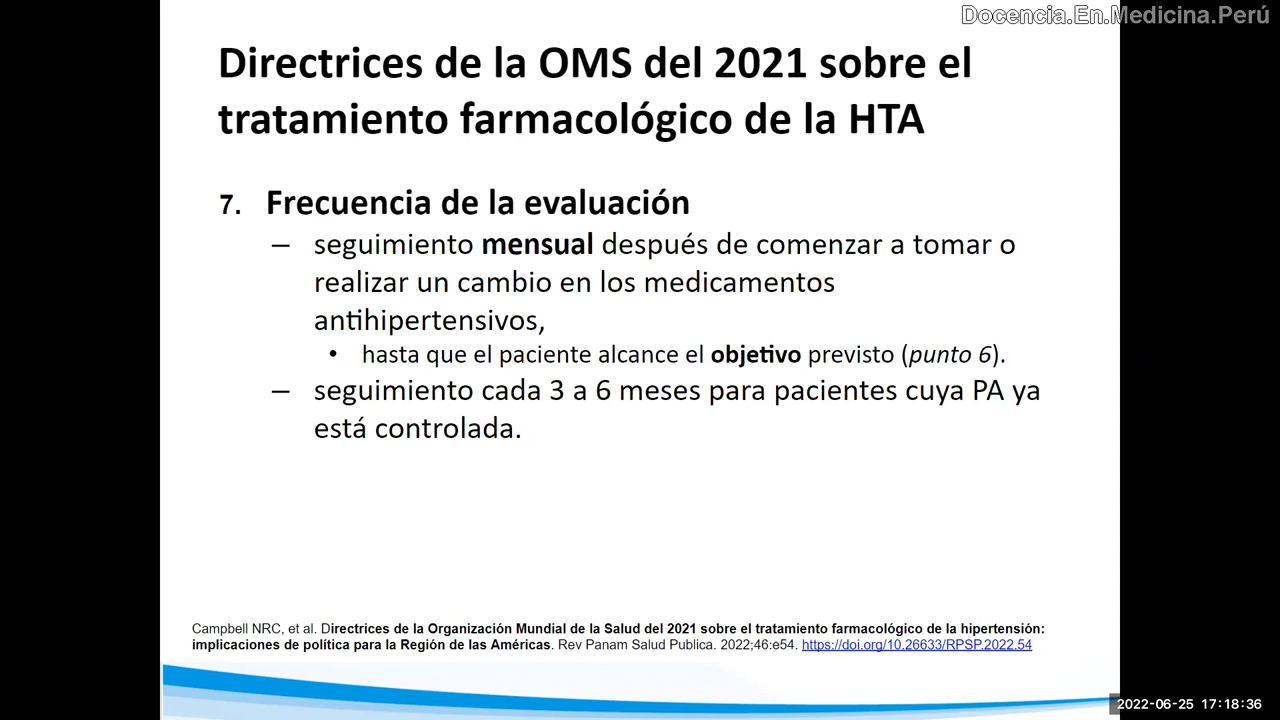 Docencia.En.Medicina.Perú
Directrices de la OMS del 2021 sobre el
tratamiento farmacológico de la HTA
7. Frecuencia de la evaluación
– seguimiento mensual después de comenzar a tomar o
realizar un cambio en los medicamentos
antihipertensivos,
• hasta que el paciente alcance el objetivo previsto (punto 6).
– seguimiento cada 3 a 6 meses para pacientes cuya PA ya
está controlada.
Campbell NRC, et al. Directrices de la Organización Mundial de la Salud del 2021 sobre el tratamiento farmacológico de la hipertensión:
implicaciones de política para la Región de las Américas. Rev Panam Salud Publica. 2022;46:e54. https://doi.org/10.26633/RPSP.2022.54
2022-06-25 17:18:36